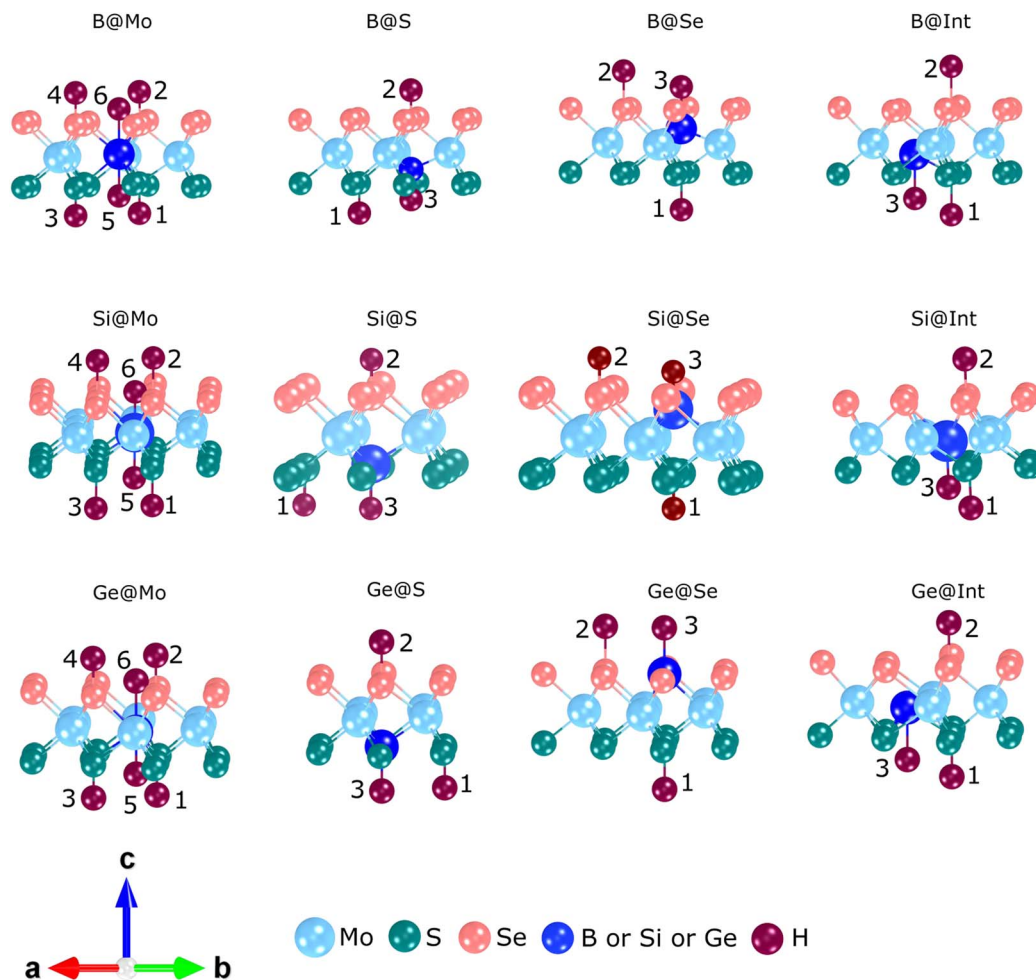 B@Mo B@S B@Se B@Int
4 6 2 2 2 3 2
3 5 1 1 3 1 3 1
Si@Mo Si@S Si@Se Si@Int
4 6 2 2 2 3 2
3 5 1 1 3 1 3 1
Ge@Mo Ge@S Ge@Se Ge@Int
4 6 2 2 2 3 2
3 5 1 3 1 1 3 1
c
a b
Mo S Se B or Si or Ge H